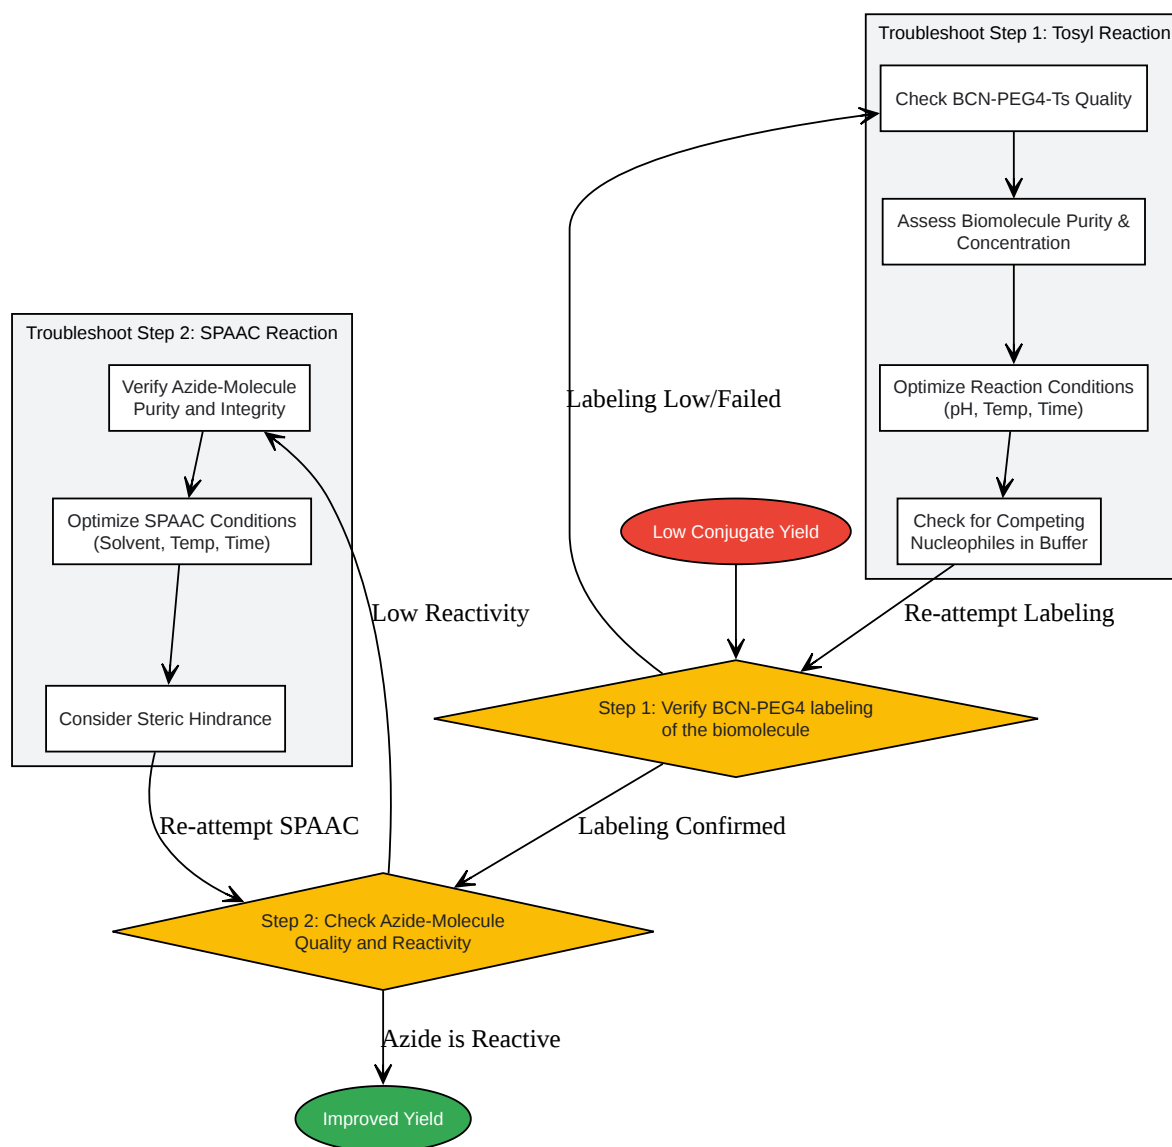 Troubleshoot Step 1: Tosyl Reaction
Check BCN-PEG4-Ts Quality
Assess Biomolecule Purity &
Concentration
Optimize Reaction Conditions
(pH, Temp, Time)
Check for Competing
Nucleophiles in Buffer
Troubleshoot Step 2: SPAAC Reaction
Verify Azide-Molecule
Purity and Integrity
Optimize SPAAC Conditions
(Solvent, Temp, Time)
Consider Steric Hindrance
Labeling Low/Failed
Low Conjugate Yield
Low Reactivity
Re-attempt Labeling
Step 1: Verify BCN-PEG4 labeling
of the biomolecule
Re-attempt SPAAC
Labeling Confirmed
Step 2: Check Azide-Molecule
Quality and Reactivity
Azide is Reactive
Improved Yield